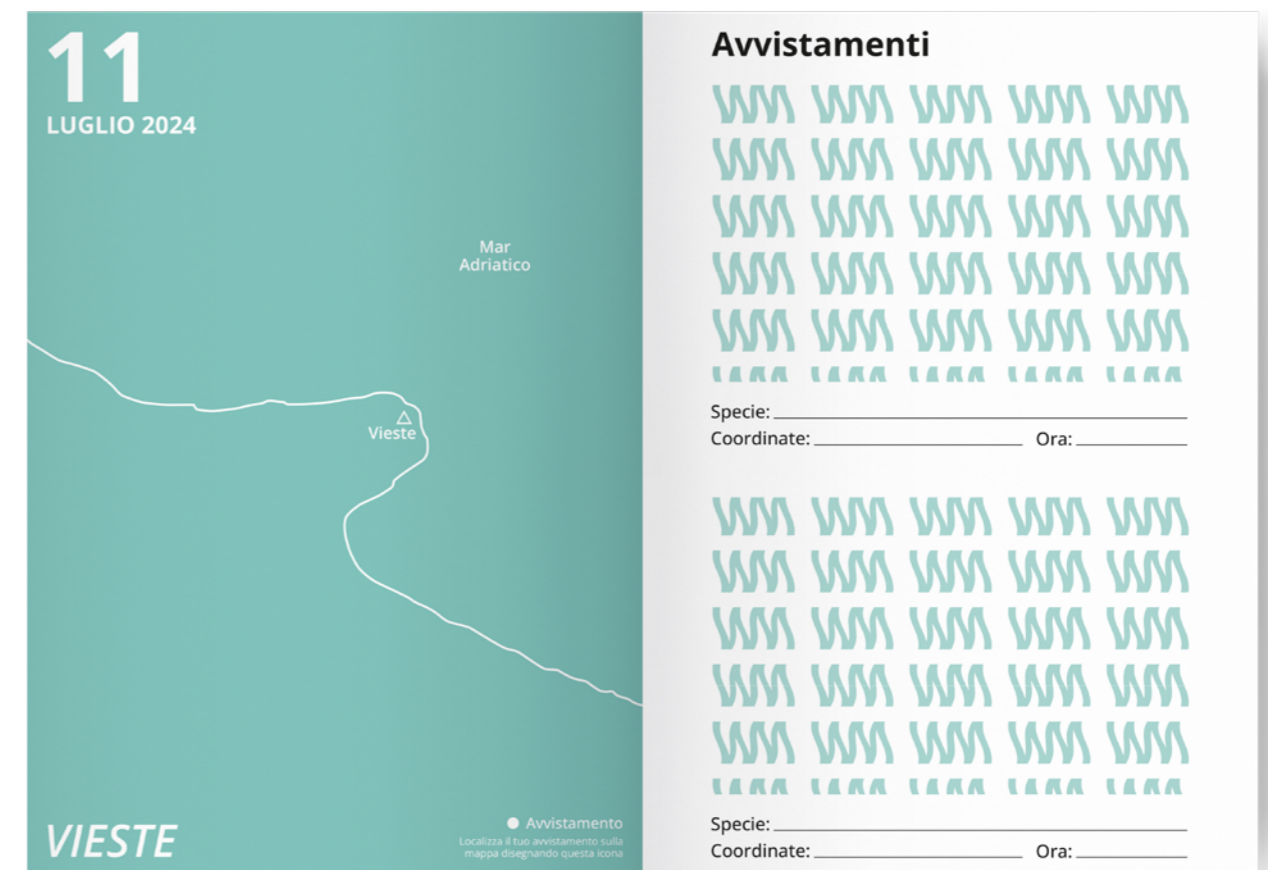 11
LUGLIO 2024
Mar
Adriatico
Vieste
VIESTE
Avvistamento
Localizza il tuo avvistamento sulla
mappa disegnando questa icona
Avvistamenti
Specie:
Coordinate: Ora:
Specie:
Coordinate: Ora: